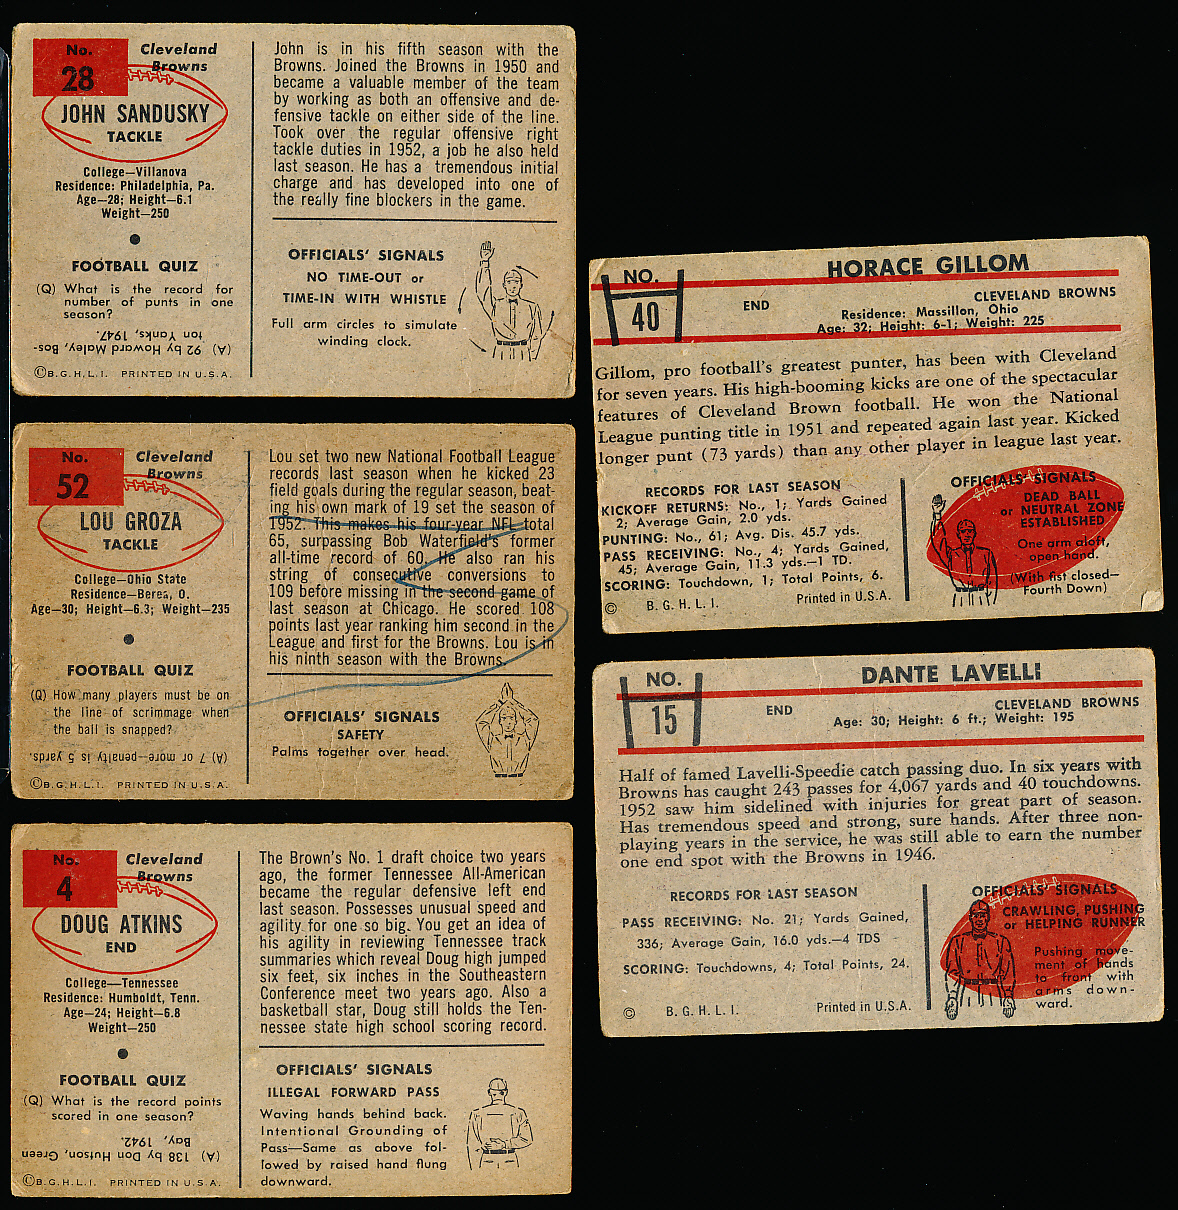 No.
28
Cleveland
Browns
JOHN SANDUSKY
TACKLE
College—Villanova
Residence: Philadelphia, Pa.
Age—28; Height—6.1
Weight—250
FOOTBALL QUIZ
(Q) What is the record for
number of punts in one
season?
(A) 92 by Howard Maley, Bos-
ton Yanks, 1947.
©B.G.H.L.I. PRINTED IN U.S.A.
John is in his fifth season with the
Browns. Joined the Browns in 1950 and
became a valuable member of the team
by working as both an offensive and de-
fensive tackle on either side of the line.
Took over the regular offensive right
tackle duties in 1952, a job he also held
last season. He has a tremendous initial
charge and has developed into one of
the really fine blockers in the game.
OFFICIALS' SIGNALS
NO TIME-OUT or
TIME-IN WITH WHISTLE
Full arm circles to simulate
winding clock.
No.
52
Cleveland
Browns
LOU GROZA
TACKLE
College—Ohio State
Residence—Berea, O.
Age—30; Height—6.3; Weight—235
FOOTBALL QUIZ
(Q) How many players must be on
the line of scrimmage when
the ball is snapped?
(A) 7 or more—penalty is 5 yards.
©B.G.H.L.I. PRINTED IN U.S.A.
Lou set two new National Football League
records last season when he kicked 23
field goals during the regular season, beat-
ing his own mark of 19 set the season of
1952. This makes his four-year NFL total
65, surpassing Bob Waterfield's former
all-time record of 60. He also ran his
string of consecutive conversions to
109 before missing in the second game of
last season at Chicago. He scored 108
points last year ranking him second in the
League and first for the Browns. Lou is in
his ninth season with the Browns.
OFFICIALS' SIGNALS
SAFETY
Palms together over head.
No.
4
Cleveland
Browns
DOUG ATKINS
END
College—Tennessee
Residence: Humboldt, Tenn.
Age—24; Height—6.8
Weight—250
FOOTBALL QUIZ
(Q) What is the record points
scored in one season?
(A) 138 by Don Hutson, Green
Bay, 1942.
©B.G.H.L.I. PRINTED IN U.S.A.
The Brown's No. 1 draft choice two years
ago, the former Tennessee All-American
became the regular defensive left end
last season. Possesses unusual speed and
agility for one so big. You get an idea of
his agility in reviewing Tennessee track
summaries which reveal Doug high jumped
six feet, six inches in the Southeastern
Conference meet two years ago. Also a
basketball star, Doug still holds the Ten-
nessee state high school scoring record.
OFFICIALS' SIGNALS
ILLEGAL FORWARD PASS
Waving hands behind back.
Intentional Grounding of
Pass—Same as above fol-
lowed by raised hand flung
downward.
NO.
40
HORACE GILLOM
END
CLEVELAND BROWNS
Residence: Massillon, Ohio
Age: 32; Height: 6-1; Weight: 225
Gillom, pro football's greatest punter, has been with Cleveland
for seven years. His high-booming kicks are one of the spectacular
features of Cleveland Brown football. He won the National
League punting title in 1951 and repeated again last year. Kicked
longer punt (73 yards) than any other player in league last year.
RECORDS FOR LAST SEASON
KICKOFF RETURNS: No., 1; Yards Gained
2; Average Gain, 2.0 yds.
PUNTING: No., 61; Avg. Dis. 45.7 yds.
PASS RECEIVING: No., 4; Yards Gained,
45; Average Gain, 11.3 yds.—1 TD.
SCORING: Touchdown, 1; Total Points, 6.
© B. G. H. L. I. Printed in U.S.A.
OFFICIALS' SIGNALS
DEAD BALL
or NEUTRAL ZONE
ESTABLISHED
One arm aloft,
open hand.
(With fist closed—
Fourth Down)
NO.
15
DANTE LAVELLI
END
CLEVELAND BROWNS
Age: 30; Height: 6 ft.; Weight: 195
Half of famed Lavelli-Speedie catch passing duo. In six years with
Browns has caught 243 passes for 4,067 yards and 40 touchdowns.
1952 saw him sidelined with injuries for great part of season.
Has tremendous speed and strong, sure hands. After three non-
playing years in the service, he was still able to earn the number
one end spot with the Browns in 1946.
RECORDS FOR LAST SEASON
PASS RECEIVING: No. 21; Yards Gained,
336; Average Gain, 16.0 yds.—4 TDS
SCORING: Touchdowns, 4; Total Points, 24.
© B. G. H. L. I. Printed in U.S.A.
OFFICIALS' SIGNALS
CRAWLING, PUSHING
or HELPING RUNNER
Pushing move-
ment of hands
to front with
arms down-
ward.